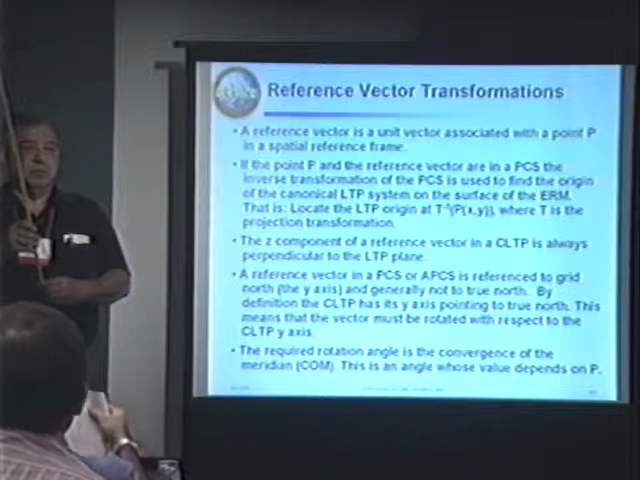 Reference Vector Transformations
• A reference vector is a unit vector associated with a point P
in a spatial reference frame.
• If the point P and the reference vector are in a PCS the
inverse transformation of the PCS is used to find the origin
of the canonical LTP system on the surface of the ERM.
That is: Locate the LTP origin at T⁻¹(P(x,y)), where T is the
projection transformation.
• The z component of a reference vector in a CLTP is always
perpendicular to the LTP plane.
• A reference vector in a PCS or APCS is referenced to grid
north (the y axis) and generally not to true north. By
definition the CLTP has its y axis pointing to true north. This
means that the vector must be rotated with respect to the
CLTP y axis.
• The required rotation angle is the convergence of the
meridian (COM). This is an angle whose value depends on P.